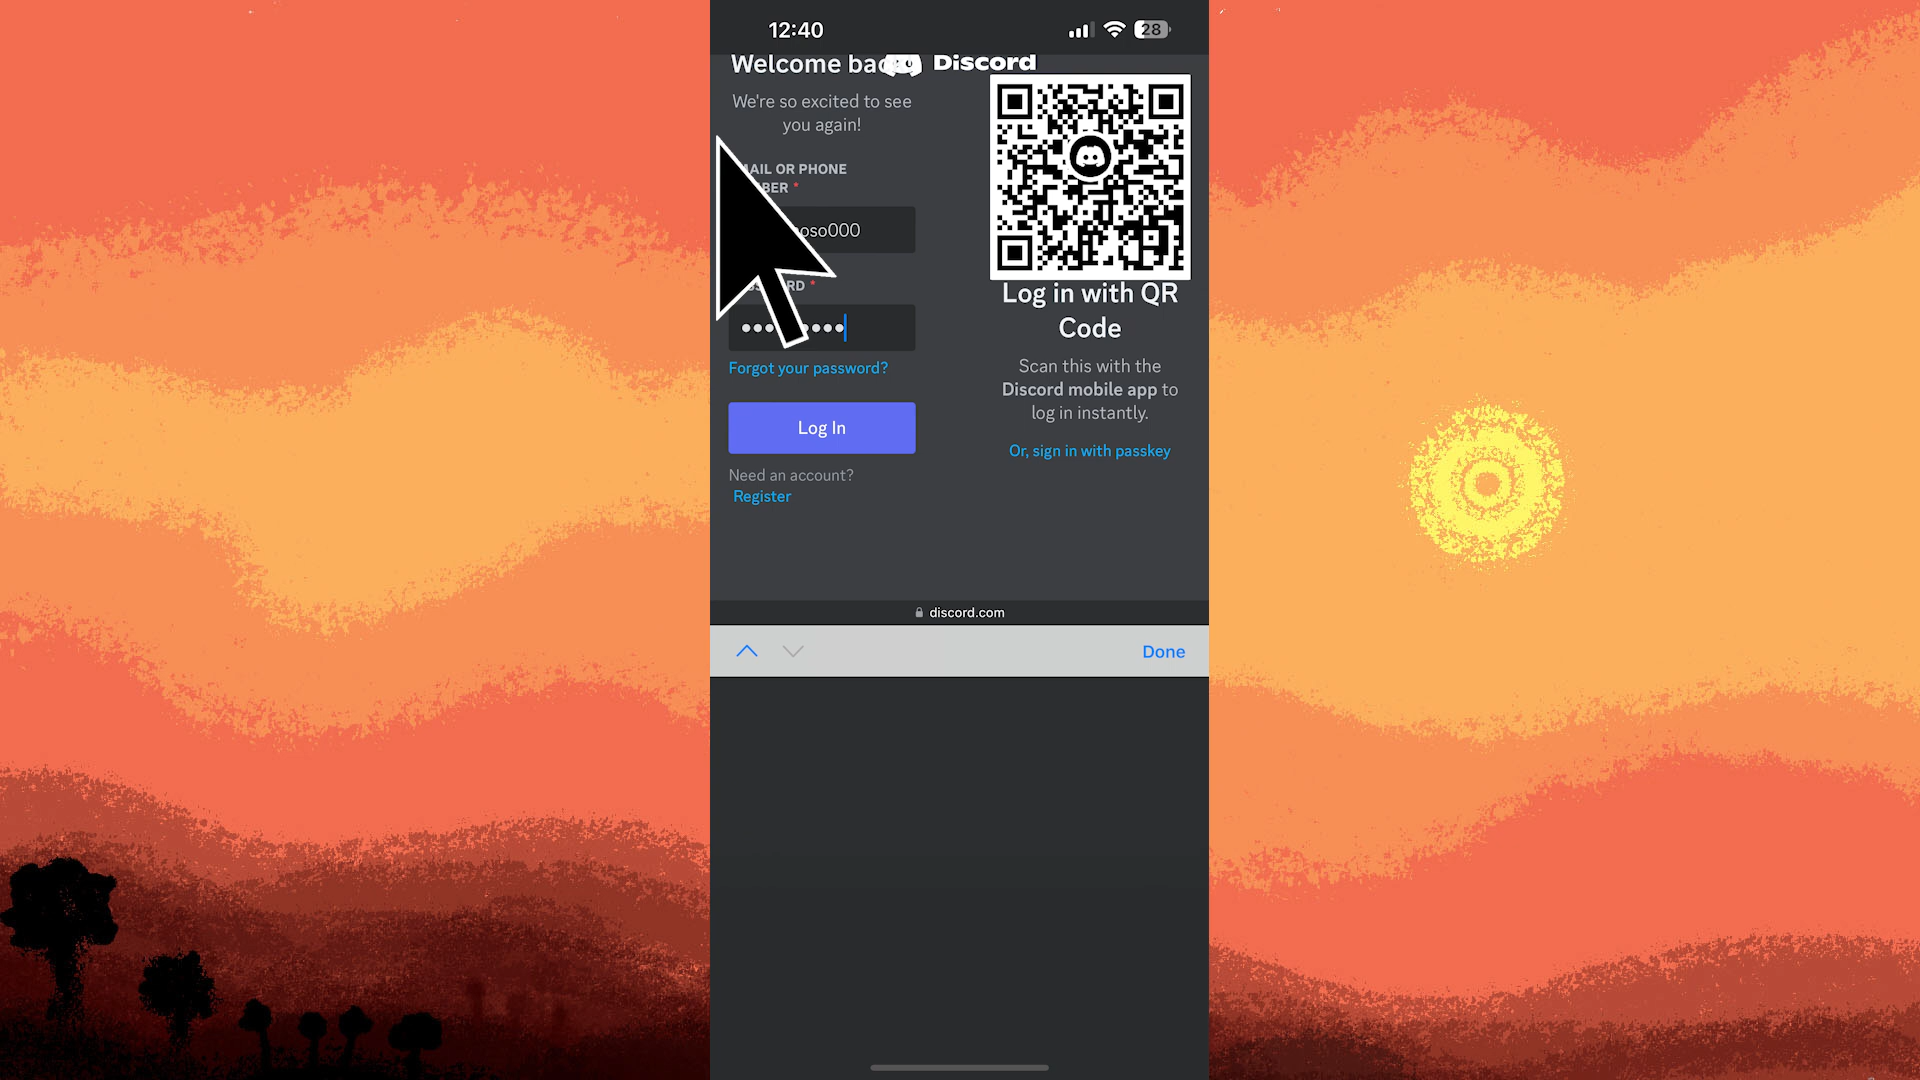 12:40
28
Welcome bac
Discord
We're so excited to see
you again!
MAIL OR PHONE
BER *
oso000
RD *
Forgot your password?
Log In
Need an account?
Register
Log in with QR
Code
Scan this with the
Discord mobile app to
log in instantly.
Or, sign in with passkey
discord.com
Done